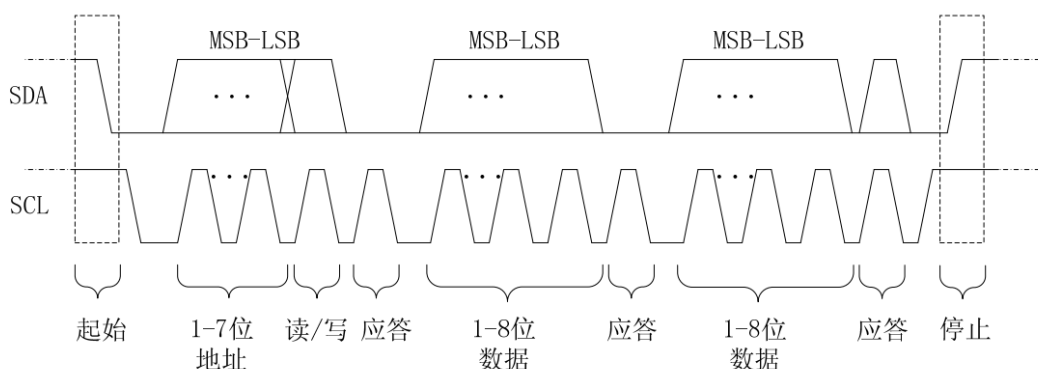 MSB-LSB MSB-LSB MSB-LSB
SDA ... ... ...
SCL ... ... ...
起始 1-7位 读/写 应答 1-8位 应答 1-8位 应答 停止
地址 数据 数据